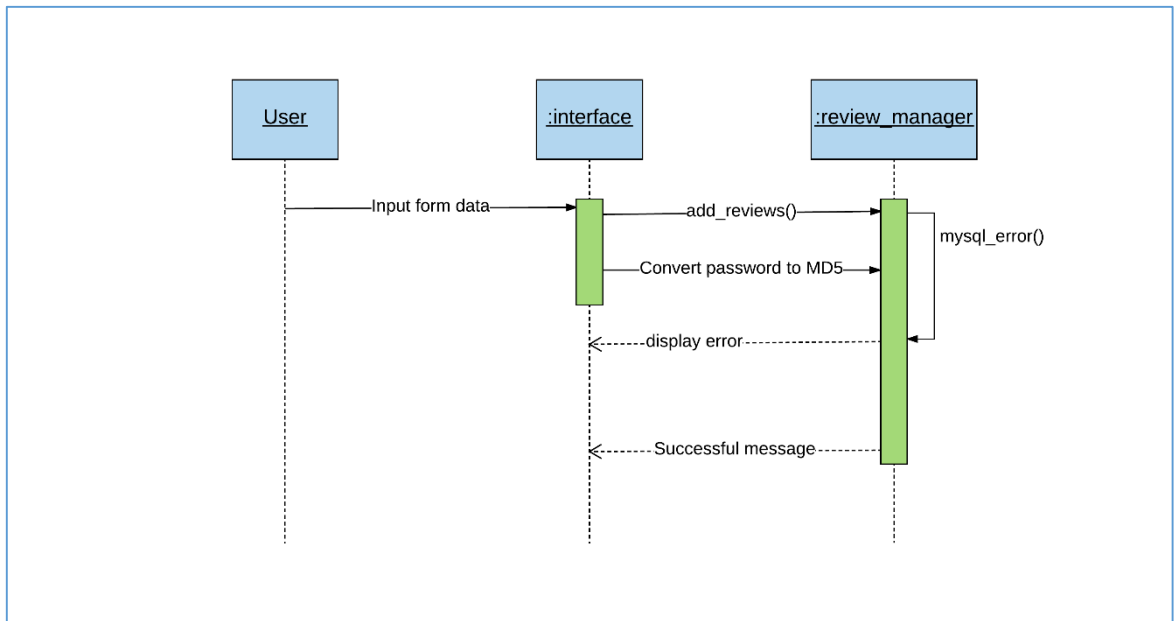 User
:interface
:review_manager
Input form data
add_reviews()
mysql_error()
Convert password to MD5
display error
Successful message